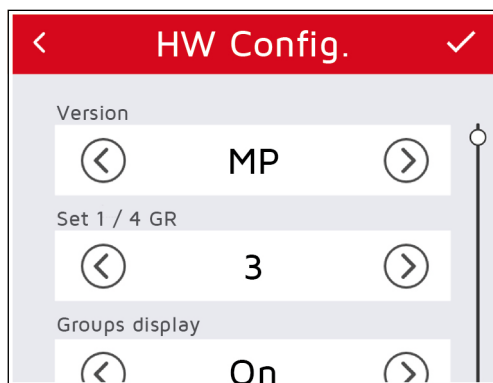 HW Config.
Version
MP
Set 1 / 4 GR
3
Groups display
On